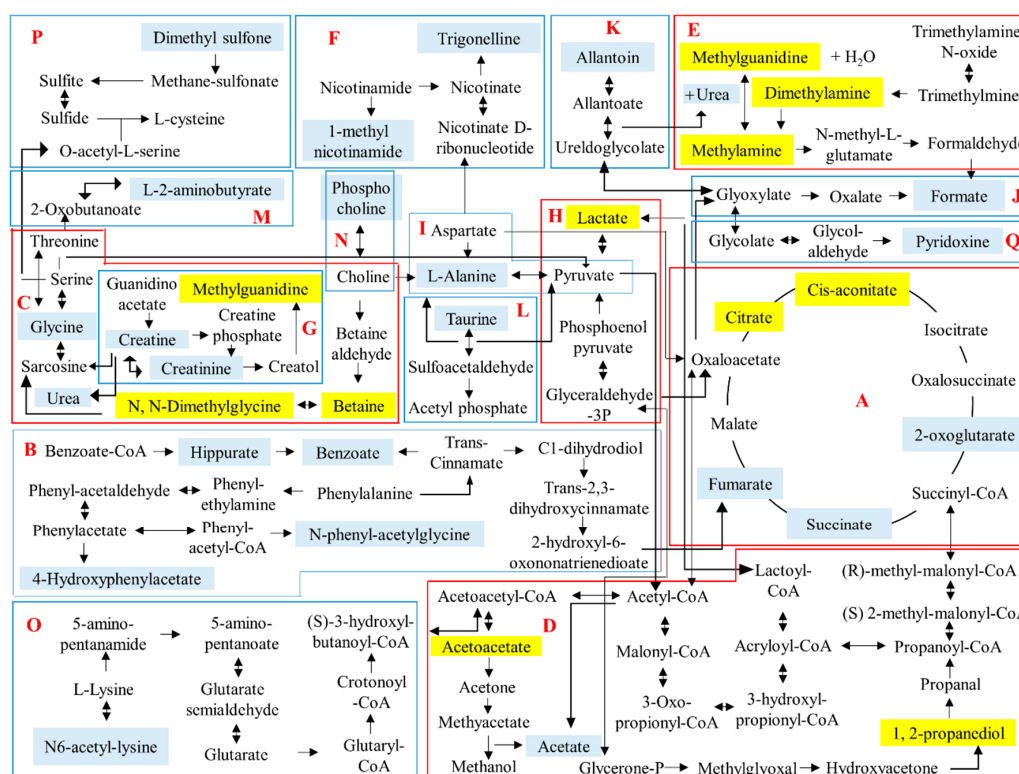 P
Dimethyl sulfone
Sulfite
Methane-sulfonate
Sulfide
L-cysteine
O-acetyl-L-serine
F
Trigonelline
Nicotinamide
Nicotinate
1-methyl
nicotinamide
Nicotinate D-
ribonucleotide
K
Allantoin
Allantoate
Ureldoglycolate
E
Methylguanidine
+ H₂O
Trimethylamine
N-oxide
+Urea
Dimethylamine
Trimethylmine
Methylamine
N-methyl-L-
glutamate
Formaldehyde
L-2-aminobutyrate
2-Oxobutanoate
M
Phospho
choline
N
Choline
I
Aspartate
L-Alanine
H
Lactate
Pyruvate
Phosphoenol
pyruvate
Glyceraldehyde
-3P
Glyoxylate
Oxalate
Formate
J
Glycolate
Glycol-
aldehyde
Pyridoxine
Q
Threonine
Serine
C
Glycine
Sarcosine
Urea
Guanidino
acetate
Methylguanidine
Creatine
phosphate
G
Creatine
Creatinine
Creatol
N, N-Dimethylglycine
Betaine
Betaine
aldehyde
L
Taurine
Sulfoacetaldehyde
Acetyl phosphate
Cis-aconitate
Citrate
Isocitrate
Oxaloacetate
Oxalosuccinate
A
Malate
2-oxoglutarate
Fumarate
Succinyl-CoA
Succinate
B
Benzoate-CoA
Hippurate
Benzoate
Trans-
Cinnamate
C1-dihydrodiol
Phenyl-acetaldehyde
Phenyl-
ethylamine
Phenylalanine
Trans-2,3-
dihydroxycinnamate
Phenylacetate
Phenyl-
acetyl-CoA
N-phenyl-acetylglycine
2-hydroxyl-6-
oxononatrienedioate
4-Hydroxyphenylacetate
O
5-amino-
pentanamide
5-amino-
pentanoate
(S)-3-hydroxyl-
butanoyl-CoA
L-Lysine
Glutarate
semialdehyde
Crotonoyl
-CoA
N6-acetyl-lysine
Glutarate
Glutaryl-
CoA
D
Acetoacetyl-CoA
Acetyl-CoA
Lactoyl-
CoA
(R)-methyl-malonyl-CoA
(S) 2-methyl-malonyl-CoA
Acetoacetate
Malonyl-CoA
Acryloyl-CoA
Propanoyl-CoA
Acetone
3-Oxo-
propionyl-CoA
3-hydroxyl-
propionyl-CoA
Propanal
Methyacetate
1, 2-propanediol
Methanol
Acetate
Glycerone-P
Methylglyoxal
Hydroxyacetone